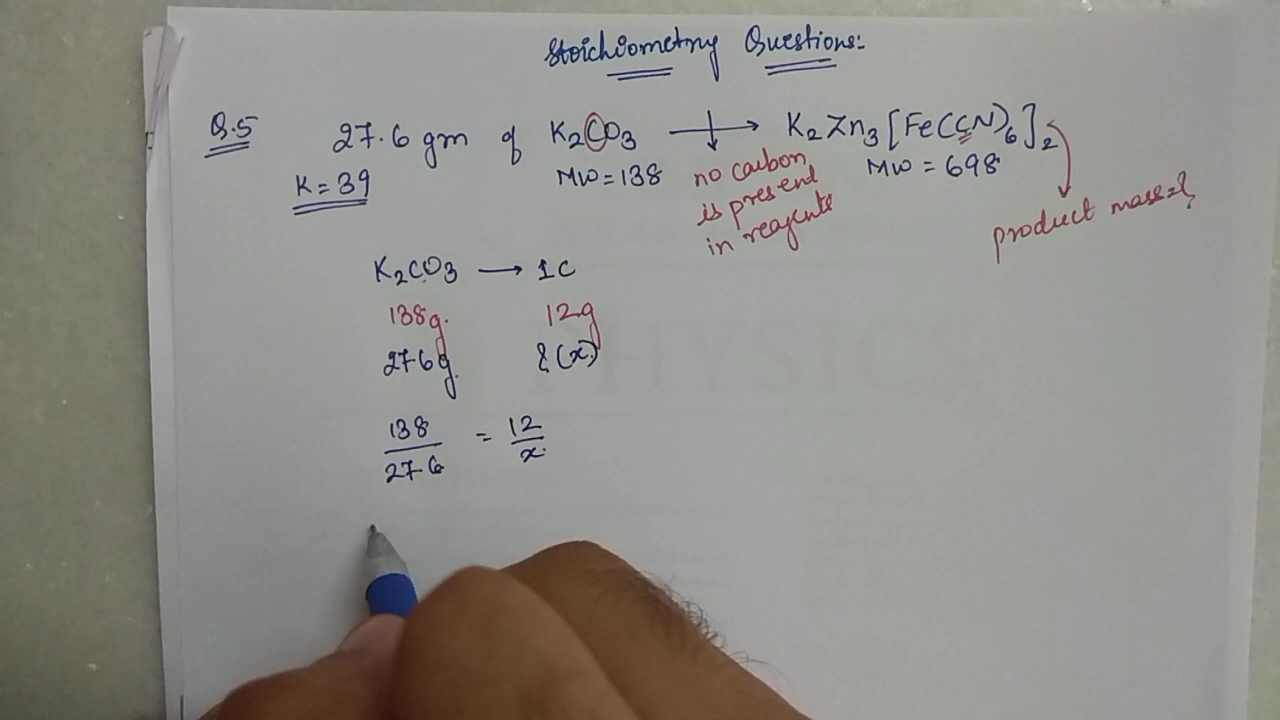 Stoichiometry Questions:
Q.5 27.6 gm of K₂CO₃ ⟶ K₂Zn₃[Fe(CN)₆]₂
K = 39 MW = 138 MW = 698
no carbon
is present
in reagents
product mass = ?
K₂CO₃ → 1C
138g. 12g
27.6g. ?(x)
138/27.6 = 12/x.
PHYSICS